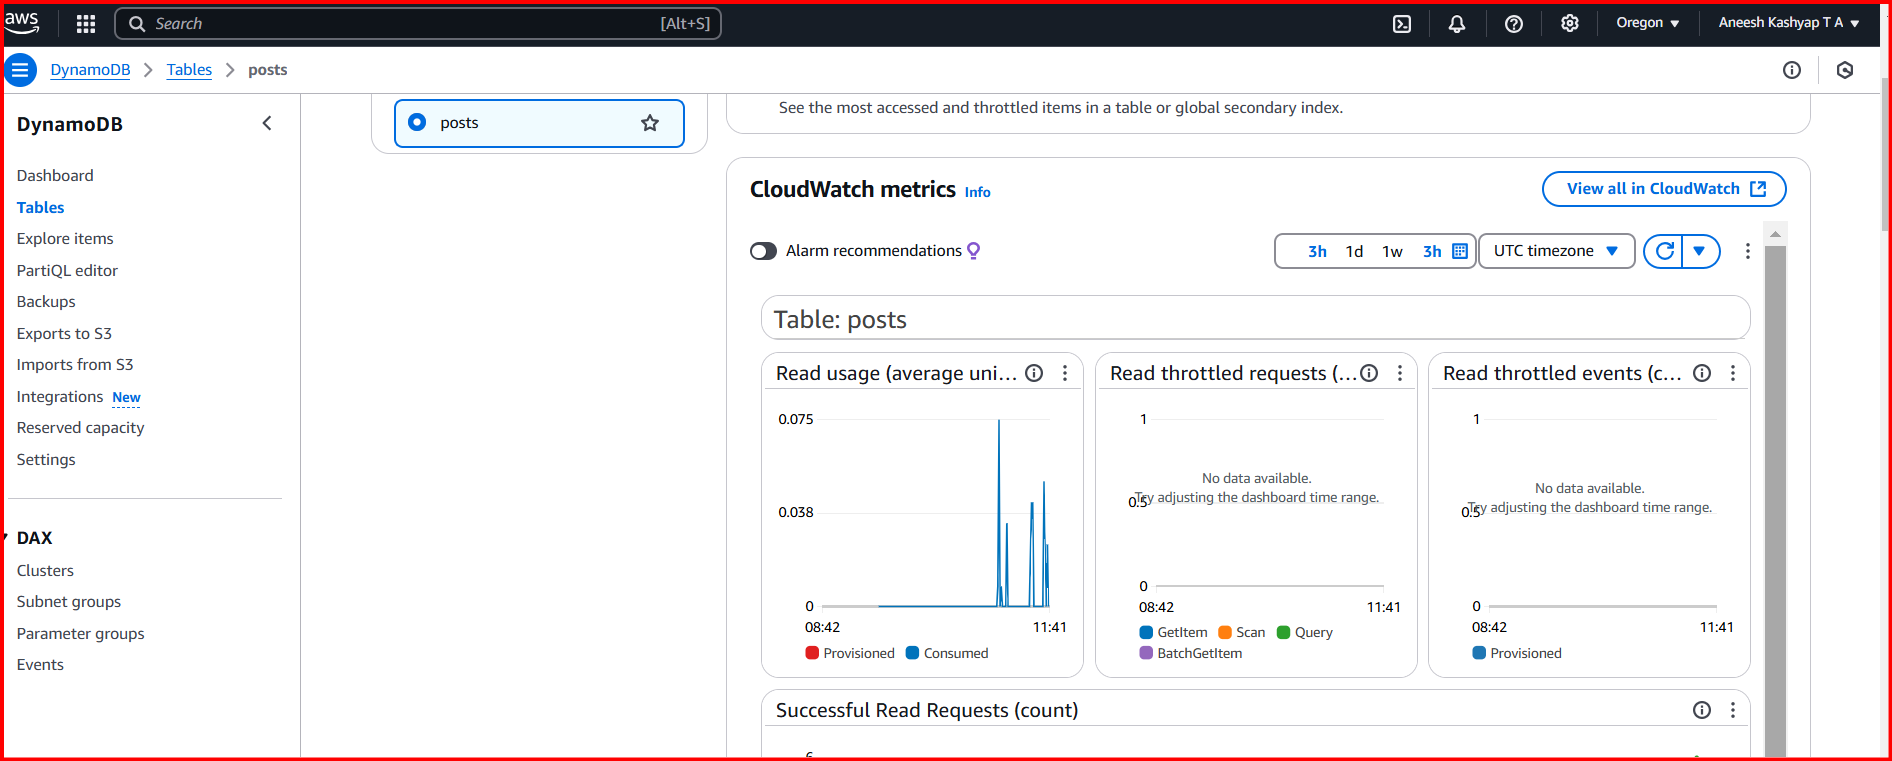 aws
Search [Alt+S]
Oregon
Aneesh Kashyap T A
DynamoDB
Tables
posts
DynamoDB
Dashboard
Tables
Explore items
PartiQL editor
Backups
Exports to S3
Imports from S3
Integrations New
Reserved capacity
Settings
DAX
Clusters
Subnet groups
Parameter groups
Events
posts
See the most accessed and throttled items in a table or global secondary index.
CloudWatch metrics Info
View all in CloudWatch
Alarm recommendations
3h 1d 1w 3h
UTC timezone
Table: posts
Read usage (average uni...
0.075
0.038
0
08:42 11:41
Provisioned Consumed
Read throttled requests (...
1
No data available.
Try adjusting the dashboard time range.
0.5
0
08:42 11:41
GetItem Scan Query
BatchGetItem
Read throttled events (c...
1
No data available.
Try adjusting the dashboard time range.
0.5
0
08:42 11:41
Provisioned
Successful Read Requests (count)